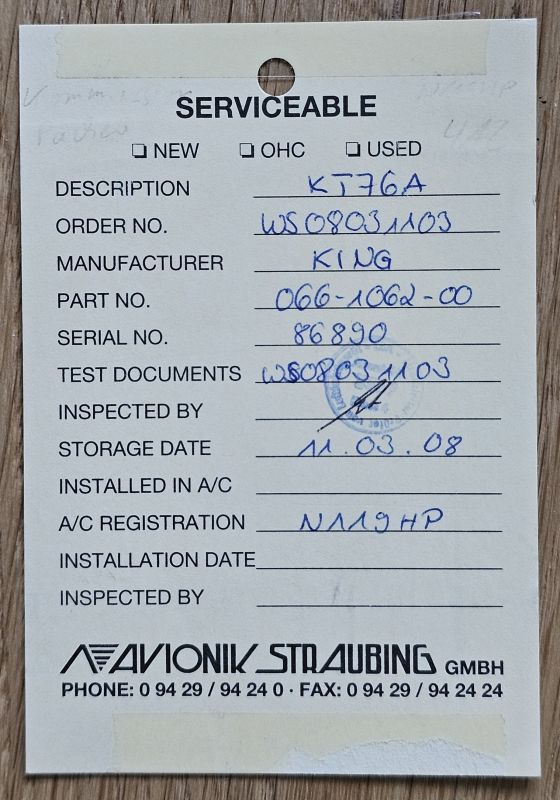 SERVICEABLE
❏ NEW ❏ OHC ❏ USED
DESCRIPTION KT76A
ORDER NO. WS08031103
MANUFACTURER KING
PART NO. 066-1062-00
SERIAL NO. 86890
TEST DOCUMENTS WS08031103
INSPECTED BY
STORAGE DATE 11.03.08
INSTALLED IN A/C
A/C REGISTRATION N119HP
INSTALLATION DATE
INSPECTED BY
AVIONIK STRAUBING GMBH
PHONE: 0 94 29 / 94 24 0 · FAX: 0 94 29 / 94 24 24